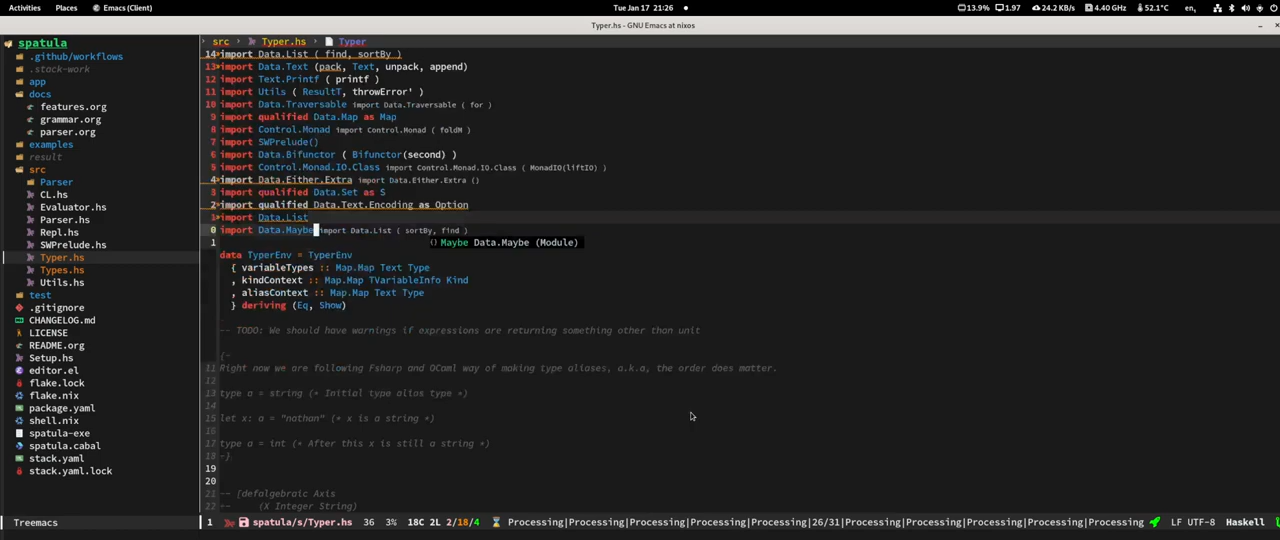 Activities Places Emacs (Client) Tue Jan 17 21:26 13.9% 1.97 24.2 KB/s 4.40 GHz 52.1°C en
Typer.hs - GNU Emacs at nixos
spatula
.github/workflows
.stack-work
app
docs
features.org
grammar.org
parser.org
examples
result
src
Parser
CL.hs
Evaluator.hs
Parser.hs
Repl.hs
SWPrelude.hs
Typer.hs
Types.hs
Utils.hs
test
.gitignore
CHANGELOG.md
LICENSE
README.org
Setup.hs
editor.el
flake.lock
flake.nix
package.yaml
shell.nix
spatula-exe
spatula.cabal
stack.yaml
stack.yaml.lock
Treemacs
src Typer.hs Typer
14 import Data.List ( find, sortBy )
13 import Data.Text (pack, Text, unpack, append)
12 import Text.Printf ( printf )
11 import Utils ( ResultT, throwError' )
10 import Data.Traversable import Data.Traversable ( for )
9 import qualified Data.Map as Map
8 import Control.Monad import Control.Monad ( foldM )
7 import SWPrelude()
6 import Data.Bifunctor ( Bifunctor(second) )
5 import Control.Monad.IO.Class import Control.Monad.IO.Class ( MonadIO(liftIO) )
4 import Data.Either.Extra import Data.Either.Extra ()
3 import qualified Data.Set as S
2 import qualified Data.Text.Encoding as Option
1 import Data.List
0 import Data.Maybe import Data.List ( sortBy, find )
1 {} Maybe Data.Maybe (Module)
data TyperEnv = TyperEnv
{ variableTypes :: Map.Map Text Type
, kindContext :: Map.Map TVariableInfo Kind
, aliasContext :: Map.Map Text Type
} deriving (Eq, Show)
-- TODO: We should have warnings if expressions are returning something other than unit
{-
11 Right now we are following Fsharp and OCaml way of making type aliases, a.k.a, the order does matter.
12
13 type a = string (* Initial type alias type *)
14
15 let x: a = "nathan" (* x is a string *)
16
17 type a = int (* After this x is still a string *)
18 -}
19
20
21 -- [defalgebraic Axis
22 -- (X Integer String)
1 spatula/s/Typer.hs 36 3% 18C 2L 2/18/4 Processing|Processing|Processing|Processing|Processing|26/31|Processing|Processing|Processing|Processing|Processing LF UTF-8 Haskell